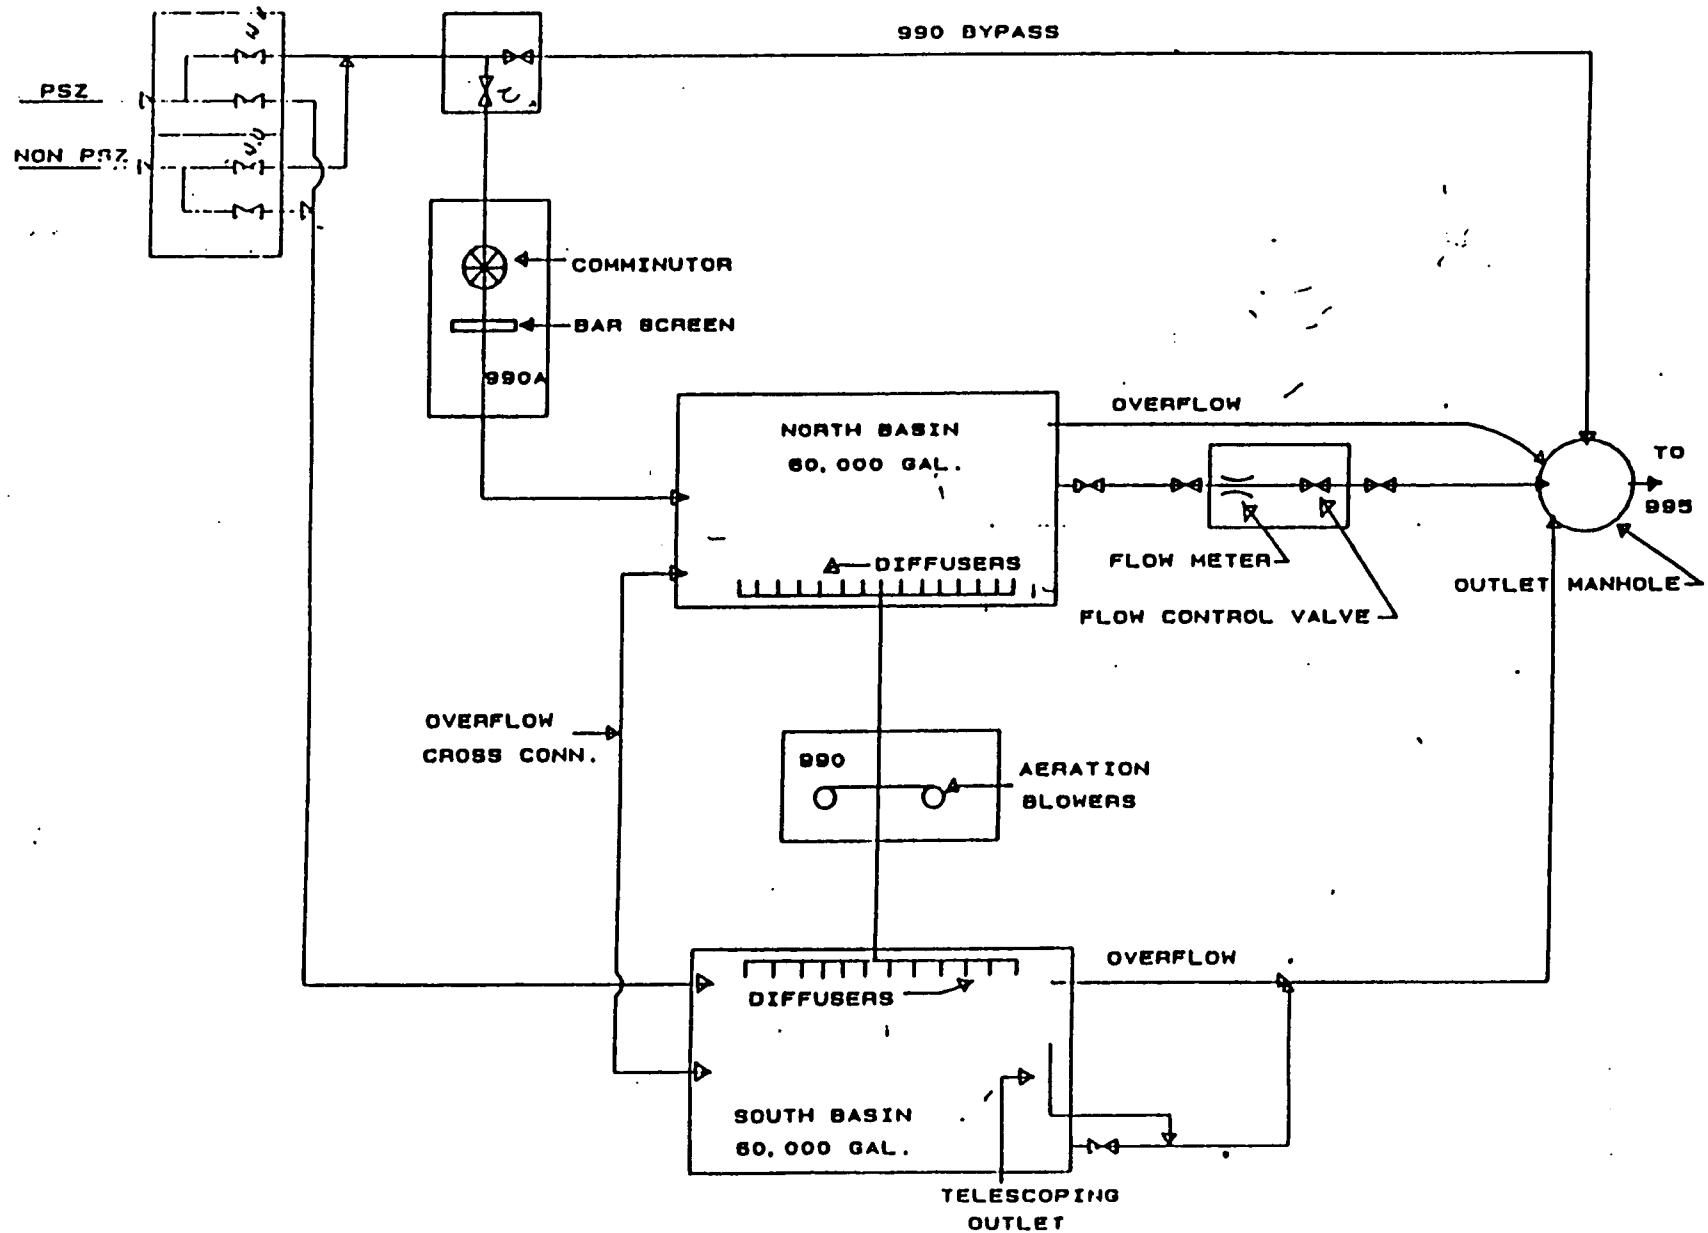 990 BYPASS
PSZ
NON PSZ
COMMINUTOR
BAR SCREEN
990A
NORTH BASIN
60,000 GAL.
OVERFLOW
TO
995
DIFFUSERS
FLOW METER
OUTLET MANHOLE
FLOW CONTROL VALVE
OVERFLOW
CROSS CONN.
990
AERATION
BLOWERS
OVERFLOW
DIFFUSERS
SOUTH BASIN
60,000 GAL.
TELESCOPING
OUTLET